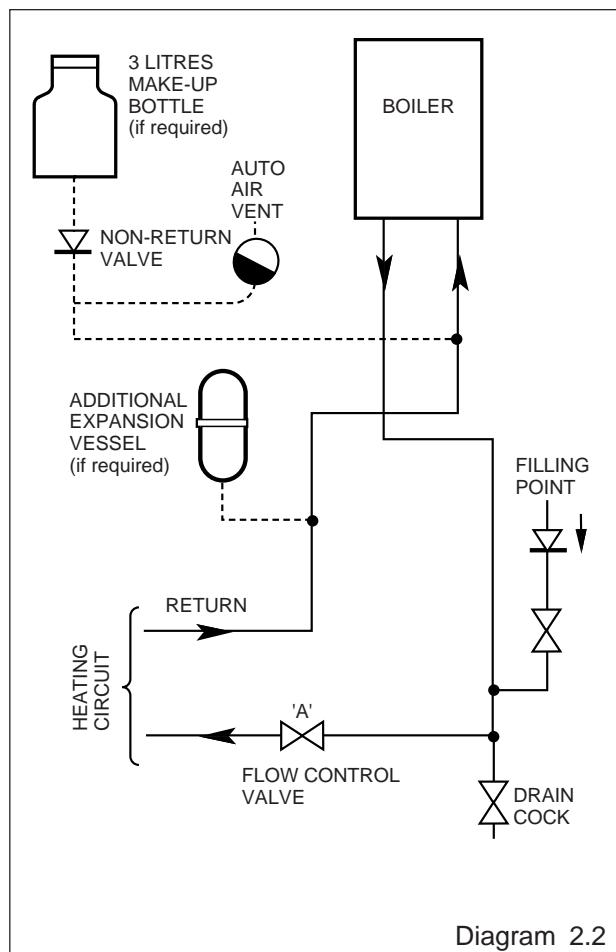 3 LITRES
MAKE-UP
BOTTLE
(if required)
BOILER
AUTO
AIR
VENT
NON-RETURN
VALVE
ADDITIONAL
EXPANSION
VESSEL
(if required)
FILLING
POINT
RETURN
HEATING
CIRCUIT
'A'
FLOW CONTROL
VALVE
DRAIN
COCK
Diagram 2.2